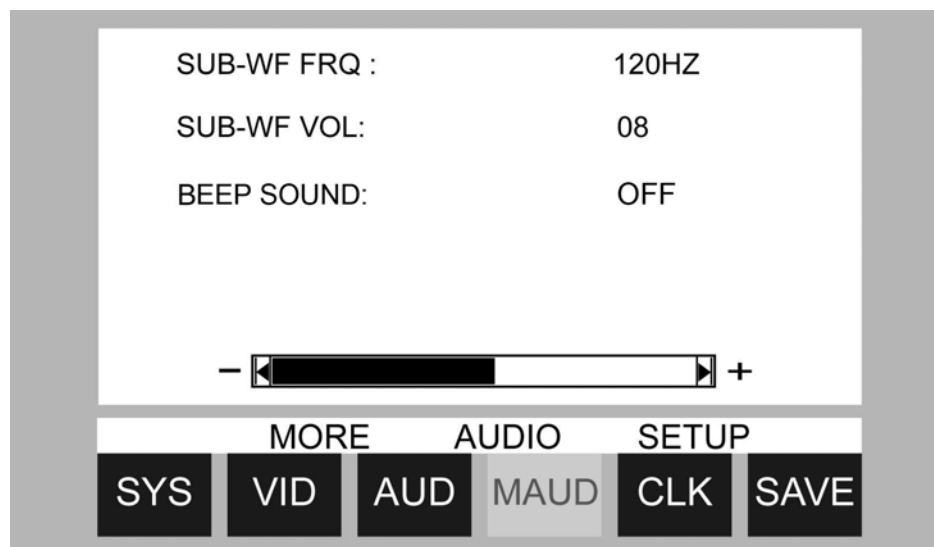 SUB-WF FRQ : 120HZ
SUB-WF VOL: 08
BEEP SOUND: OFF
- +
MORE AUDIO SETUP
SYS VID AUD MAUD CLK SAVE